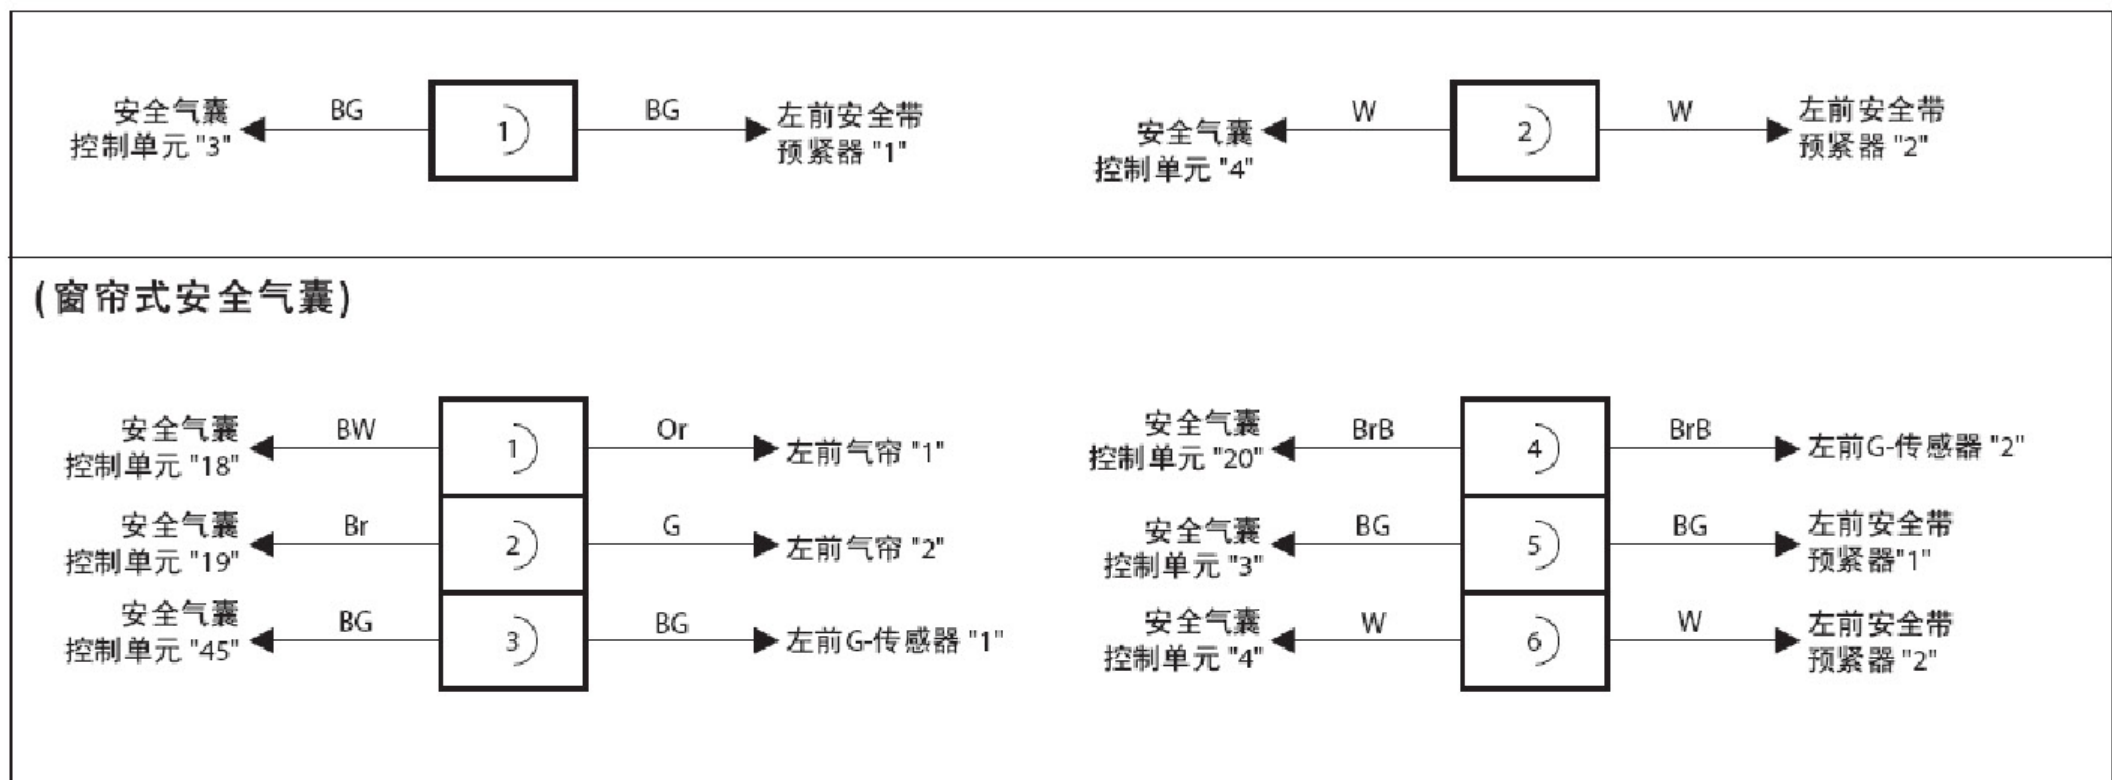 安全气囊
控制单元 "3"
BG
1
BG
左前安全带
预紧器 "1"
安全气囊
控制单元 "4"
W
2
W
左前安全带
预紧器 "2"
(窗帘式安全气囊)
安全气囊
控制单元 "18"
BW
1
Or
左前气帘 "1"
安全气囊
控制单元 "19"
Br
2
G
左前气帘 "2"
安全气囊
控制单元 "45"
BG
3
BG
左前G-传感器 "1"
安全气囊
控制单元 "20"
BrB
4
BrB
左前G-传感器 "2"
安全气囊
控制单元 "3"
BG
5
BG
左前安全带
预紧器"1"
安全气囊
控制单元 "4"
W
6
W
左前安全带
预紧器 "2"